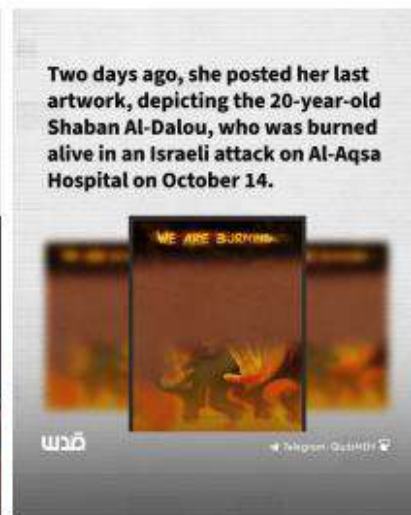 Two days ago, she posted her last
artwork, depicting the 20-year-old
Shaban Al-Dalou, who was burned
alive in an Israeli attack on Al-Aqsa
Hospital on October 14.
WE ARE BURNING
قدس
Telegram: